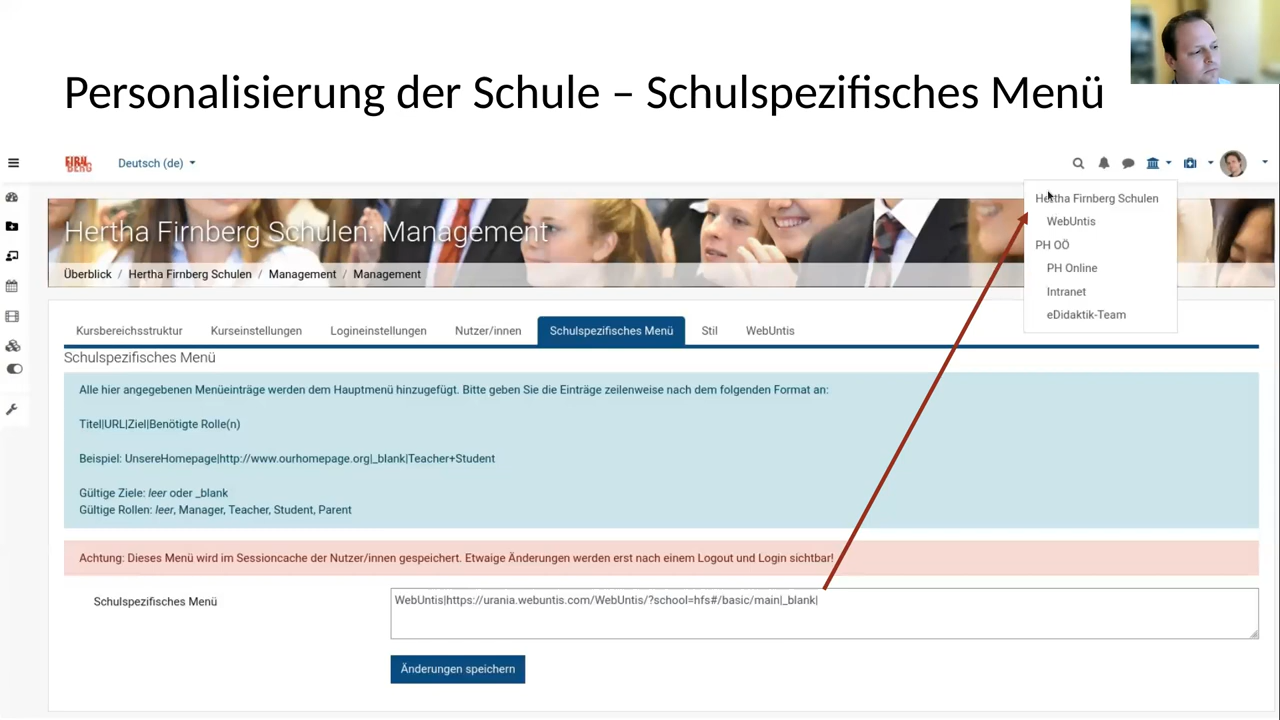 Personalisierung der Schule – Schulspezifisches Menü
FIRN
BERG
Deutsch (de)
Hertha Firnberg Schulen
WebUntis
PH OÖ
PH Online
Intranet
eDidaktik-Team
Hertha Firnberg Schulen: Management
Überblick / Hertha Firnberg Schulen / Management / Management
Kursbereichsstruktur Kurseinstellungen Logineinstellungen Nutzer/innen Schulspezifisches Menü Stil WebUntis
Schulspezifisches Menü
Alle hier angegebenen Menüeinträge werden dem Hauptmenü hinzugefügt. Bitte geben Sie die Einträge zeilenweise nach dem folgenden Format an:
Titel|URL|Ziel|Benötigte Rolle(n)
Beispiel: UnsereHomepage|http://www.ourhomepage.org|_blank|Teacher+Student
Gültige Ziele: leer oder _blank
Gültige Rollen: leer, Manager, Teacher, Student, Parent
Achtung: Dieses Menü wird im Sessioncache der Nutzer/innen gespeichert. Etwaige Änderungen werden erst nach einem Logout und Login sichtbar!
Schulspezifisches Menü
WebUntis|https://urania.webuntis.com/WebUntis/?school=hfs#/basic/main|_blank|
Änderungen speichern